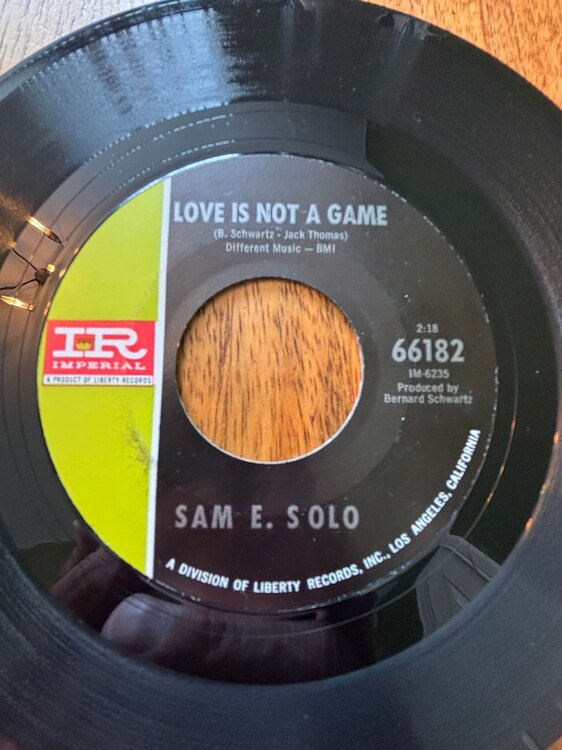 LOVE IS NOT A GAME
(B. Schwartz - Jack Thomas)
Different Music — BMI
2:18
66182
IM-6235
Produced by
Bernard Schwartz
IR
IMPERIAL
A PRODUCT OF LIBERTY RECORDS
SAM E. SOLO
A DIVISION OF LIBERTY RECORDS, INC., LOS ANGELES, CALIFORNIA